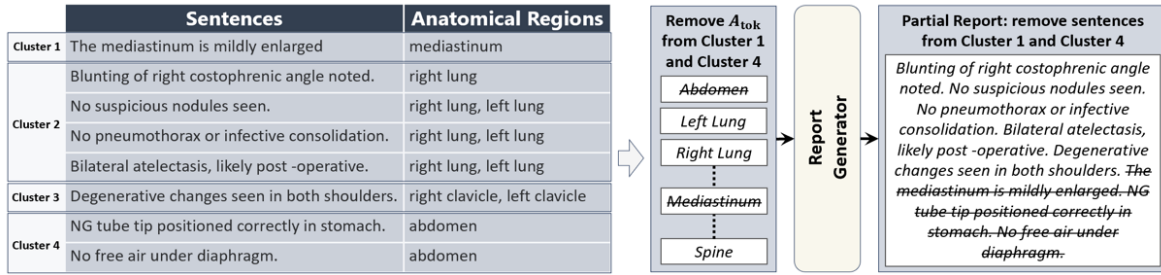 Sentences Anatomical Regions
Cluster 1 The mediastinum is mildly enlarged mediastinum
Cluster 2
Blunting of right costophrenic angle noted. right lung
No suspicious nodules seen. right lung, left lung
No pneumothorax or infective consolidation. right lung, left lung
Bilateral atelectasis, likely post -operative. right lung, left lung
Cluster 3 Degenerative changes seen in both shoulders. right clavicle, left clavicle
Cluster 4
NG tube tip positioned correctly in stomach. abdomen
No free air under diaphragm. abdomen
Remove A_tok
from Cluster 1
and Cluster 4
Abdomen
Left Lung
Right Lung
Mediastinum
Spine
Report
Generator
Partial Report: remove sentences
from Cluster 1 and Cluster 4
Blunting of right costophrenic angle
noted. No suspicious nodules seen.
No pneumothorax or infective
consolidation. Bilateral atelectasis,
likely post -operative. Degenerative
changes seen in both shoulders. The
mediastinum is mildly enlarged. NG
tube tip positioned correctly in
stomach. No free air under
diaphragm.